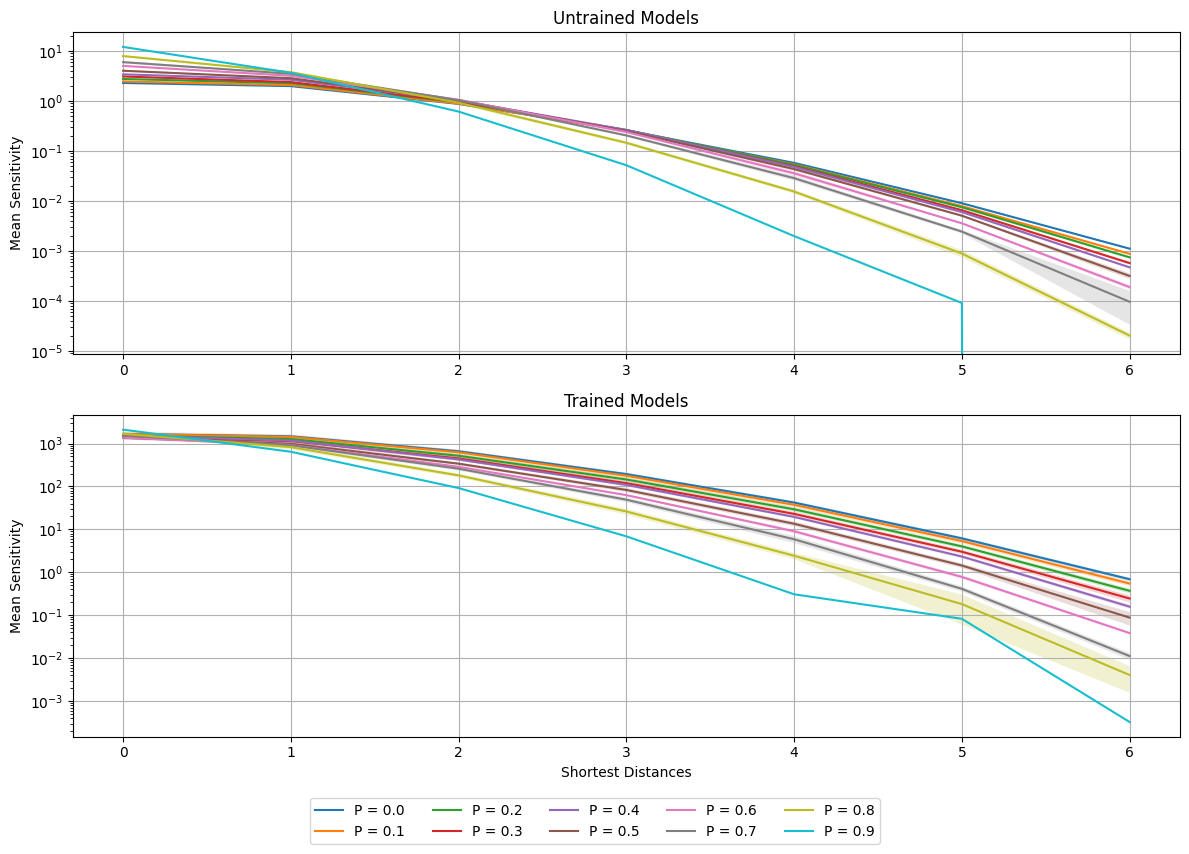 Untrained Models
Mean Sensitivity
10^1
10^0
10^-1
10^-2
10^-3
10^-4
10^-5
0 1 2 3 4 5 6
Trained Models
Mean Sensitivity
10^3
10^2
10^1
10^0
10^-1
10^-2
10^-3
0 1 2 3 4 5 6
Shortest Distances
P = 0.0 P = 0.2 P = 0.4 P = 0.6 P = 0.8
P = 0.1 P = 0.3 P = 0.5 P = 0.7 P = 0.9